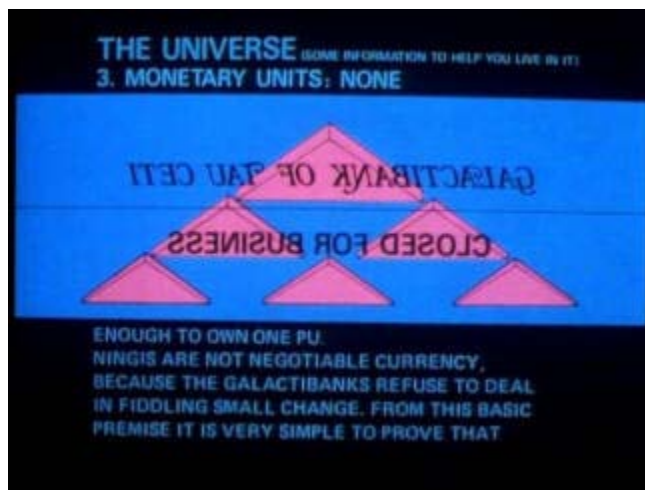 THE UNIVERSE (SOME INFORMATION TO HELP YOU LIVE IN IT)
3. MONETARY UNITS: NONE
GALACTIBANK OF TAU CETI
CLOSED FOR BUSINESS
ENOUGH TO OWN ONE PU.
NINGIS ARE NOT NEGOTIABLE CURRENCY,
BECAUSE THE GALACTIBANKS REFUSE TO DEAL
IN FIDDLING SMALL CHANGE. FROM THIS BASIC
PREMISE IT IS VERY SIMPLE TO PROVE THAT